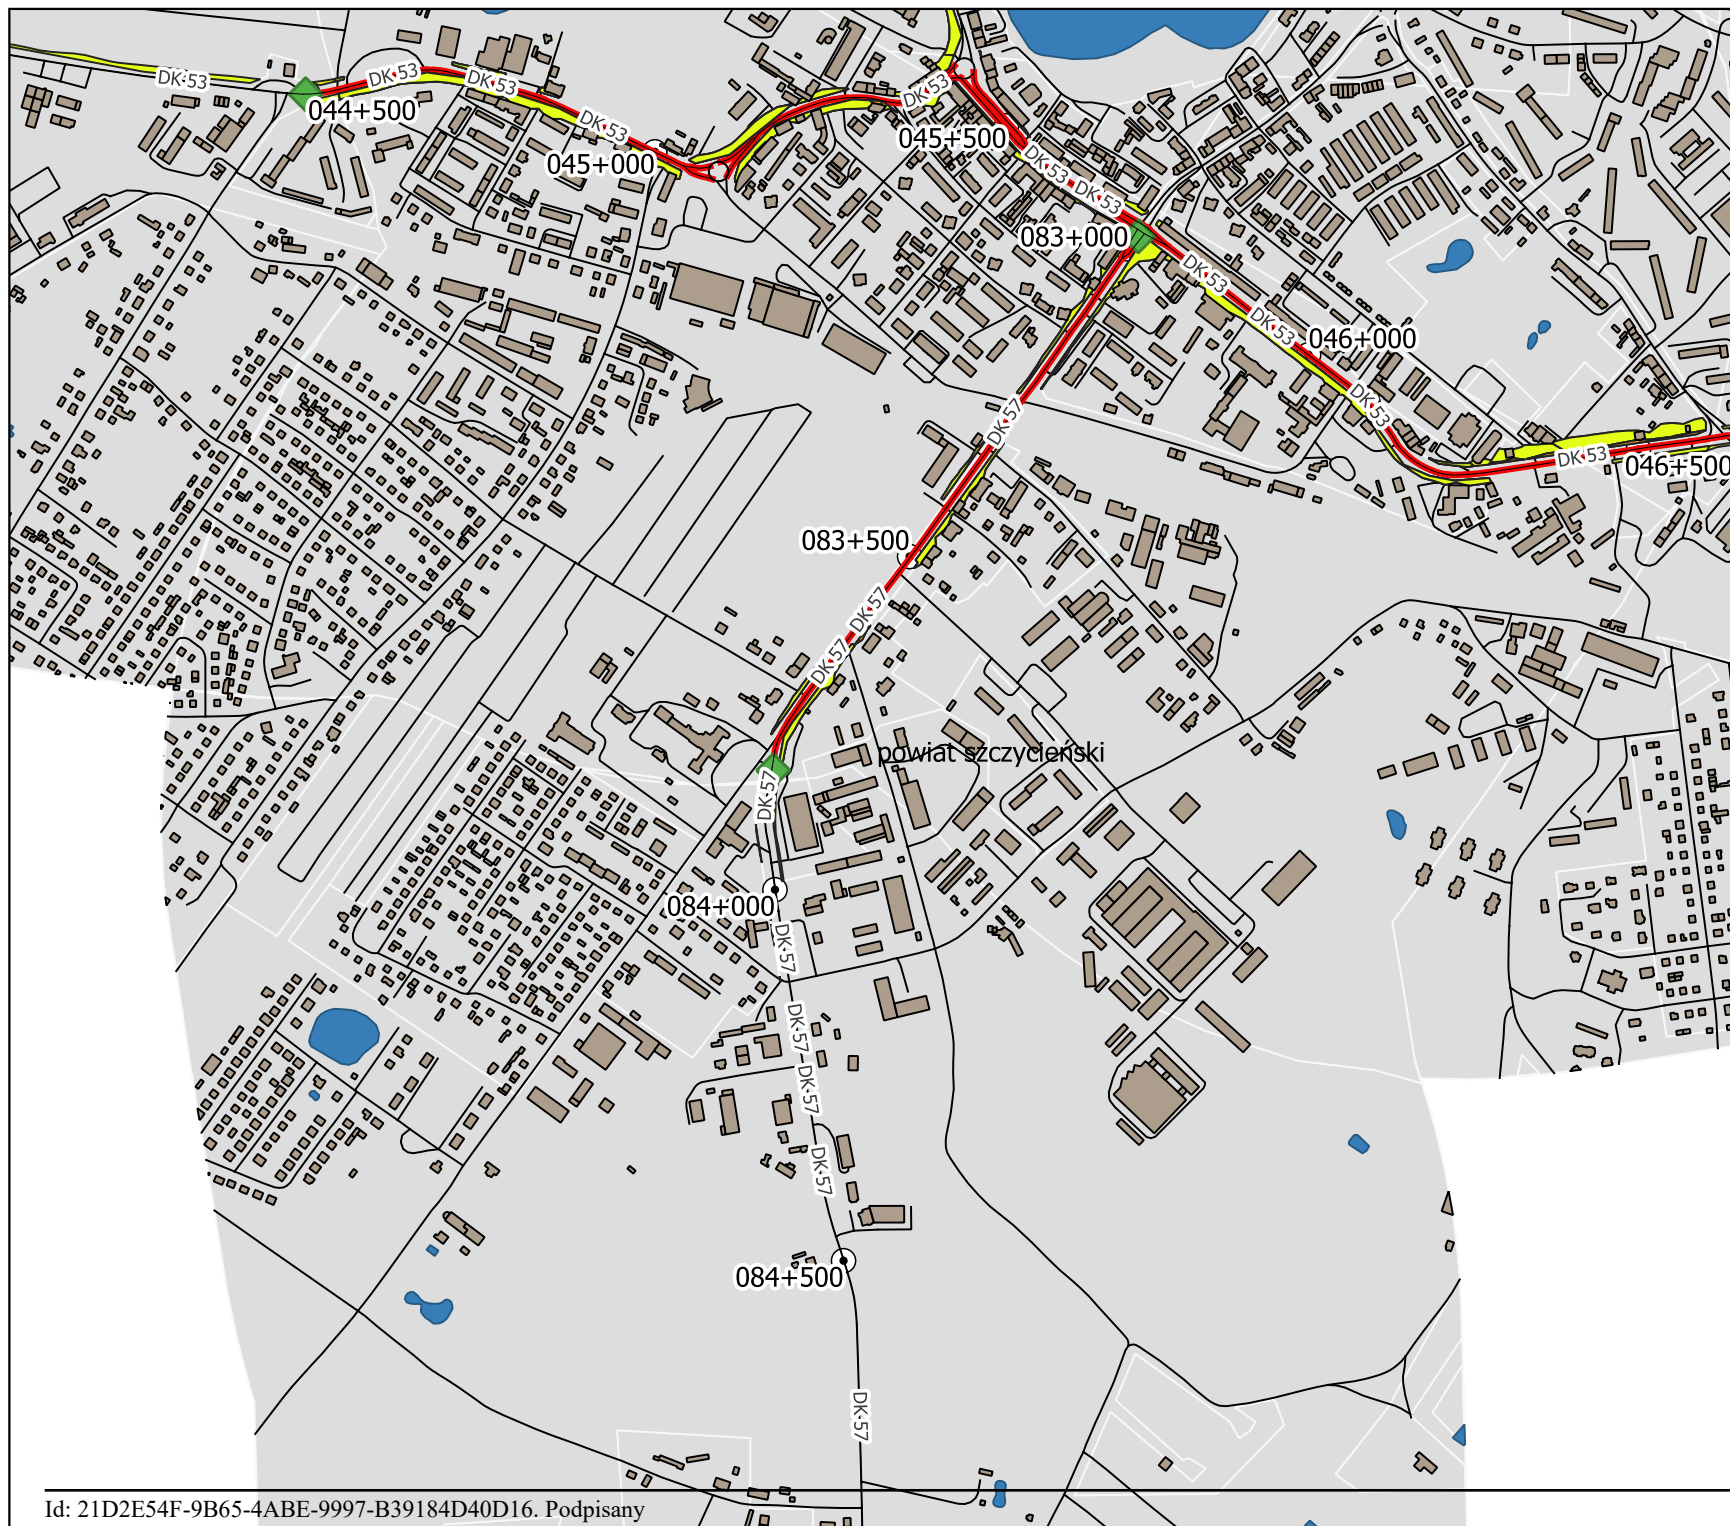 DK-53
DK-53
DK-53
DK-53
DK-53
044+500
045+000
045+500
DK-53
DK-53
083+000
DK-53
DK-53
046+000
DK-53
DK-57
DK-53
046+500
083+500
DK-57
DK-57
powiat szczycieński
DK-57
084+000
DK-57
DK-57
DK-57
DK-57
084+500
DK-57
Id: 21D2E54F-9B65-4ABE-9997-B39184D40D16. Podpisany